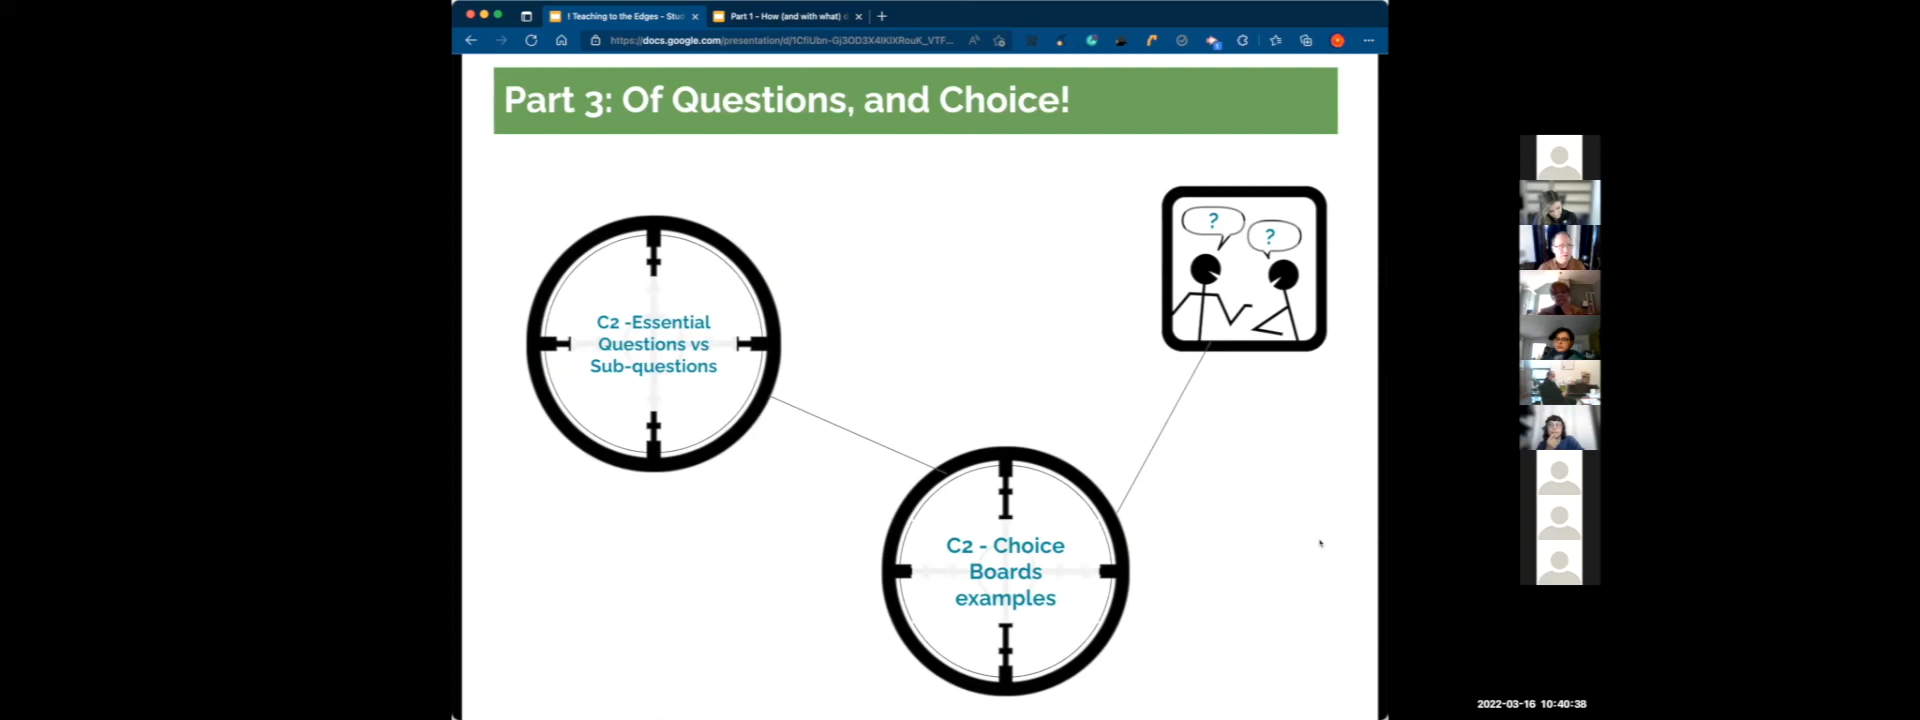 ! Teaching to the Edges - Stud
Part 1 - How (and with what) d
https://docs.google.com/presentation/d/1CfiUbn-Gj3OD3X4IKIXRouK_VTF...
Part 3: Of Questions, and Choice!
?
?
C2 -Essential
Questions vs
Sub-questions
C2 - Choice
Boards
examples
2022-03-16 10:40:38